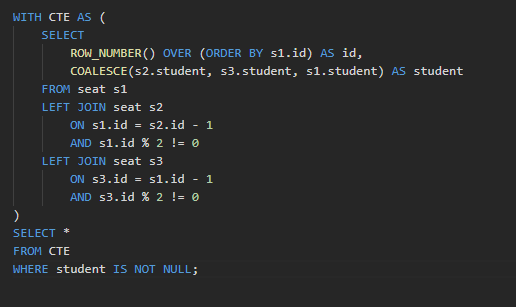 WITH CTE AS (
    SELECT
        ROW_NUMBER() OVER (ORDER BY s1.id) AS id,
        COALESCE(s2.student, s3.student, s1.student) AS student
    FROM seat s1
    LEFT JOIN seat s2
        ON s1.id = s2.id - 1
        AND s1.id % 2 != 0
    LEFT JOIN seat s3
        ON s3.id = s1.id - 1
        AND s3.id % 2 != 0
)
SELECT *
FROM CTE
WHERE student IS NOT NULL;